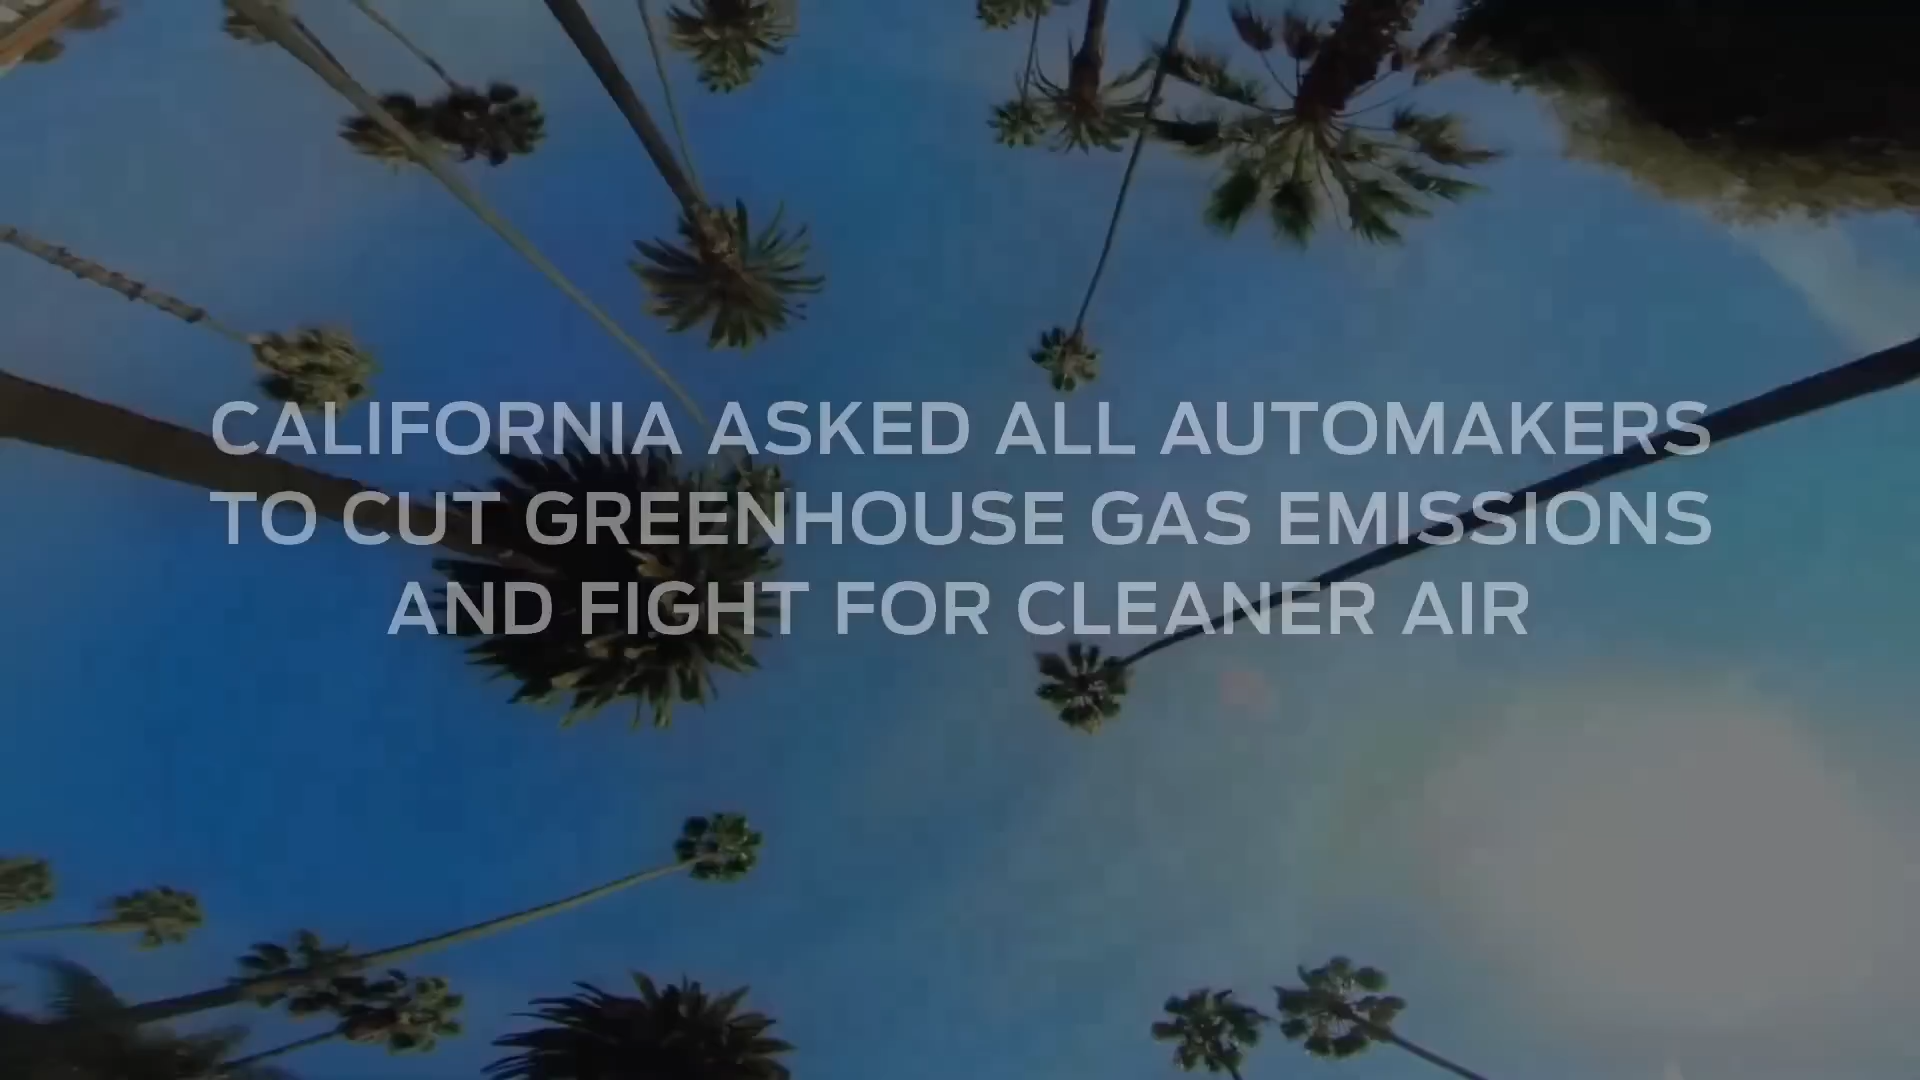 CALIFORNIA ASKED ALL AUTOMAKERS
TO CUT GREENHOUSE GAS EMISSIONS
AND FIGHT FOR CLEANER AIR